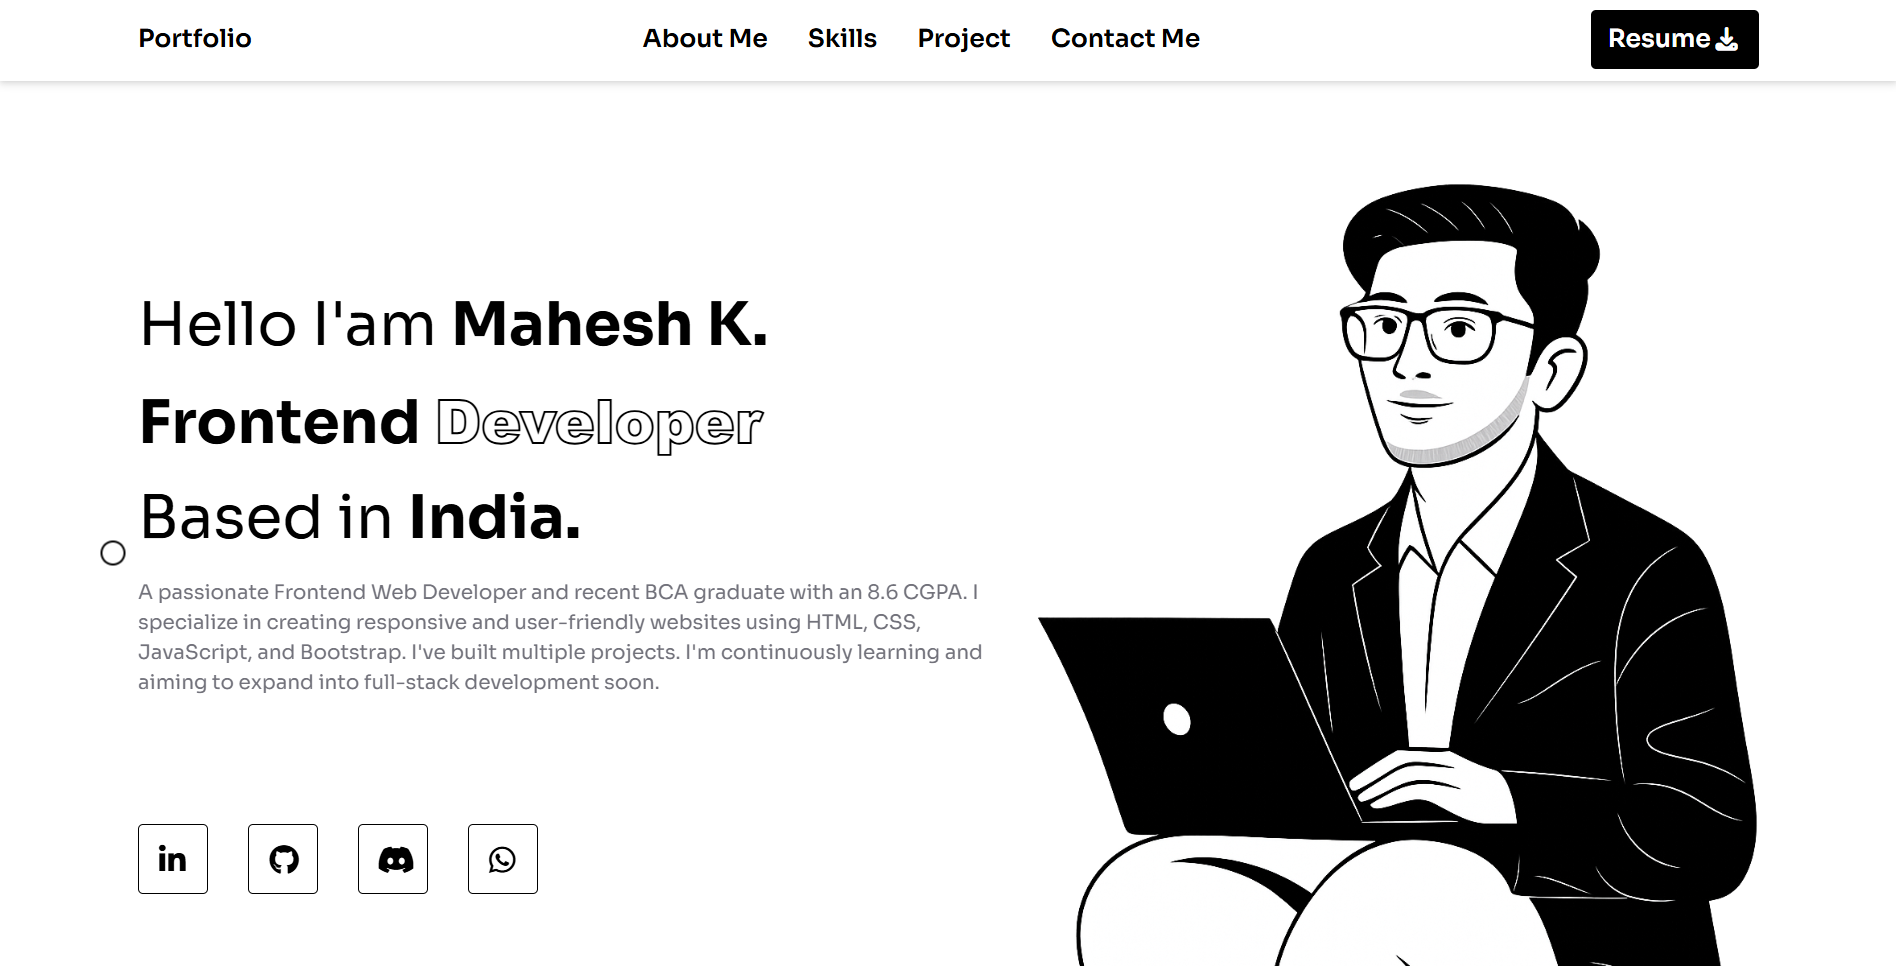 Portfolio
About Me
Skills
Project
Contact Me
Resume
Hello I'am Mahesh K.
Frontend Developer
Based in India.
A passionate Frontend Web Developer and recent BCA graduate with an 8.6 CGPA. I
specialize in creating responsive and user-friendly websites using HTML, CSS,
JavaScript, and Bootstrap. I've built multiple projects. I'm continuously learning and
aiming to expand into full-stack development soon.
in